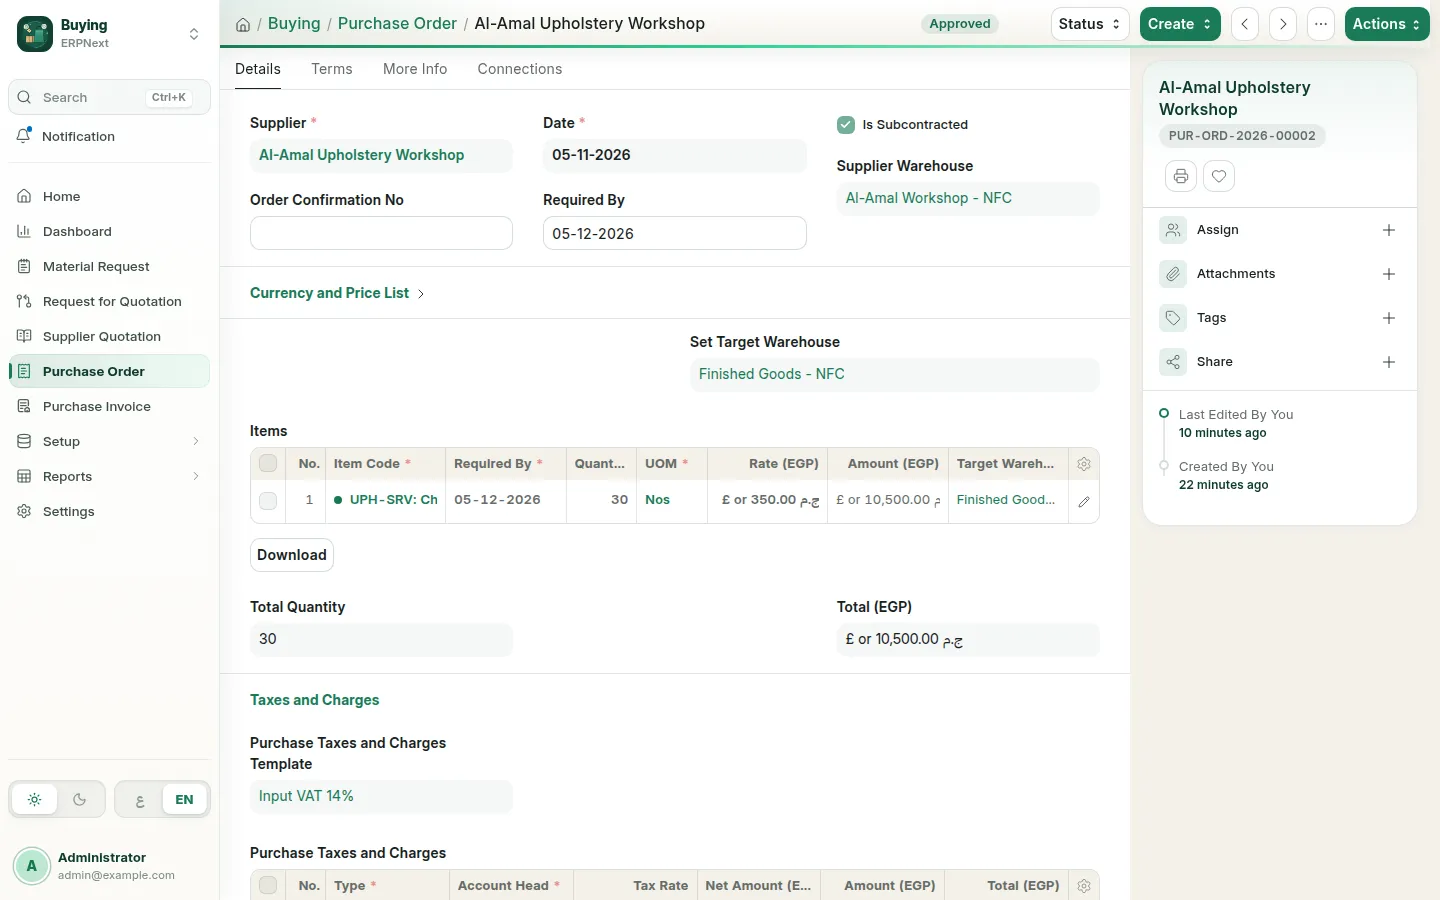 Buying
ERPNext
Search
Ctrl+K
Notification
Home
Dashboard
Material Request
Request for Quotation
Supplier Quotation
Purchase Order
Purchase Invoice
Setup
Reports
Settings
ع
EN
A
Administrator
admin@example.com
/ Buying / Purchase Order / Al-Amal Upholstery Workshop
Approved
Status
Create
Actions
Details
Terms
More Info
Connections
Supplier *
Al-Amal Upholstery Workshop
Date *
05-11-2026
Is Subcontracted
Supplier Warehouse
Al-Amal Workshop - NFC
Order Confirmation No
Required By
05-12-2026
Currency and Price List
Set Target Warehouse
Finished Goods - NFC
Items
No. Item Code * Required By * Quant... UOM * Rate (EGP) Amount (EGP) Target Wareh...
1 UPH-SRV: Ch 05-12-2026 30 Nos £ or 350.00 ج.م £ or 10,500.00 Finished Good...
Download
Total Quantity
30
Total (EGP)
£ or 10,500.00 ج.م
Taxes and Charges
Purchase Taxes and Charges
Template
Input VAT 14%
Purchase Taxes and Charges
No. Type * Account Head * Tax Rate Net Amount (E... Amount (EGP) Total (EGP)
Al-Amal Upholstery
Workshop
PUR-ORD-2026-00002
Assign
Attachments
Tags
Share
Last Edited By You
10 minutes ago
Created By You
22 minutes ago